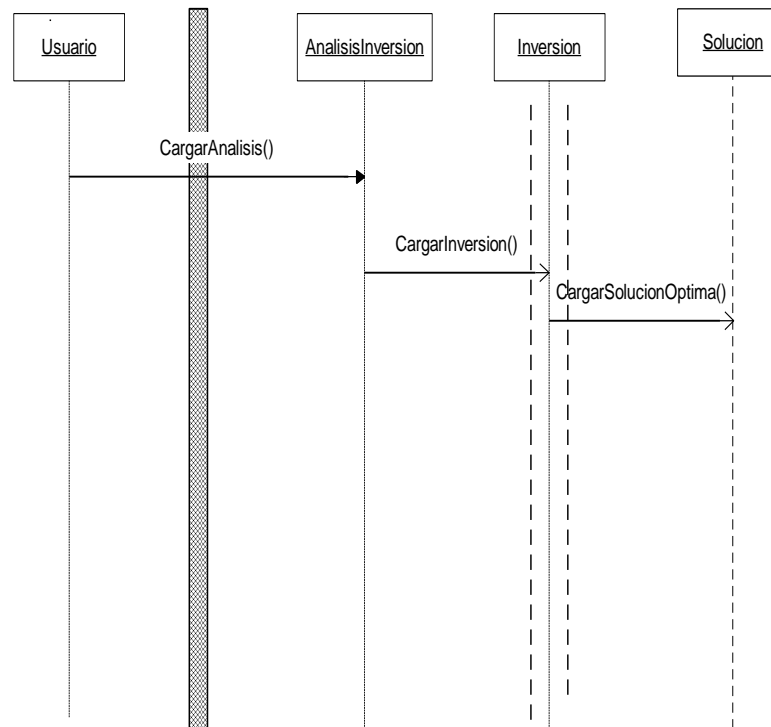 Usuario
AnalisisInversion
Inversion
Solucion
CargarAnalisis()
CargarInversion()
CargarSolucionOptima()